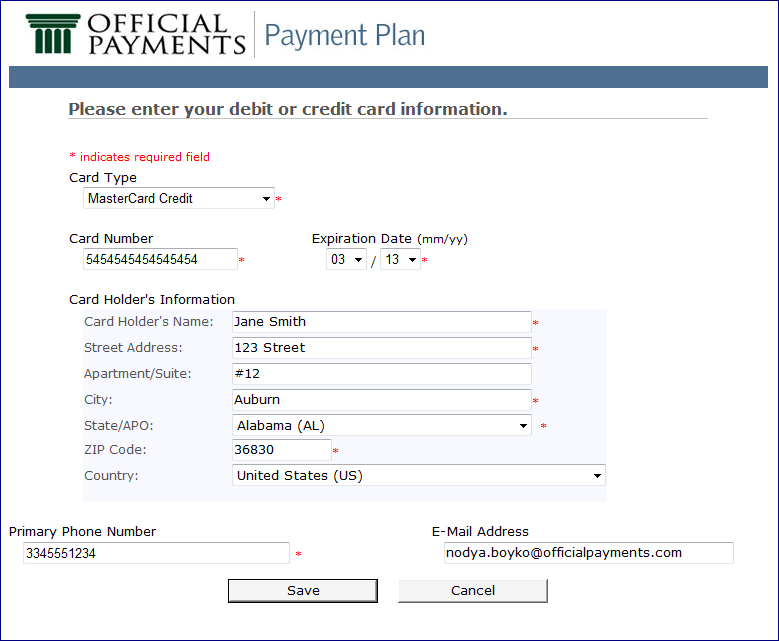 OFFICIAL PAYMENTS Payment Plan
Please enter your debit or credit card information.
* indicates required field
Card Type
MasterCard Credit *
Card Number Expiration Date (mm/yy)
5454545454545454 * 03 / 13 *
Card Holder's Information
Card Holder's Name: Jane Smith *
Street Address: 123 Street *
Apartment/Suite: #12
City: Auburn *
State/APO: Alabama (AL) *
ZIP Code: 36830 *
Country: United States (US)
Primary Phone Number E-Mail Address
3345551234 * nodya.boyko@officialpayments.com
Save Cancel